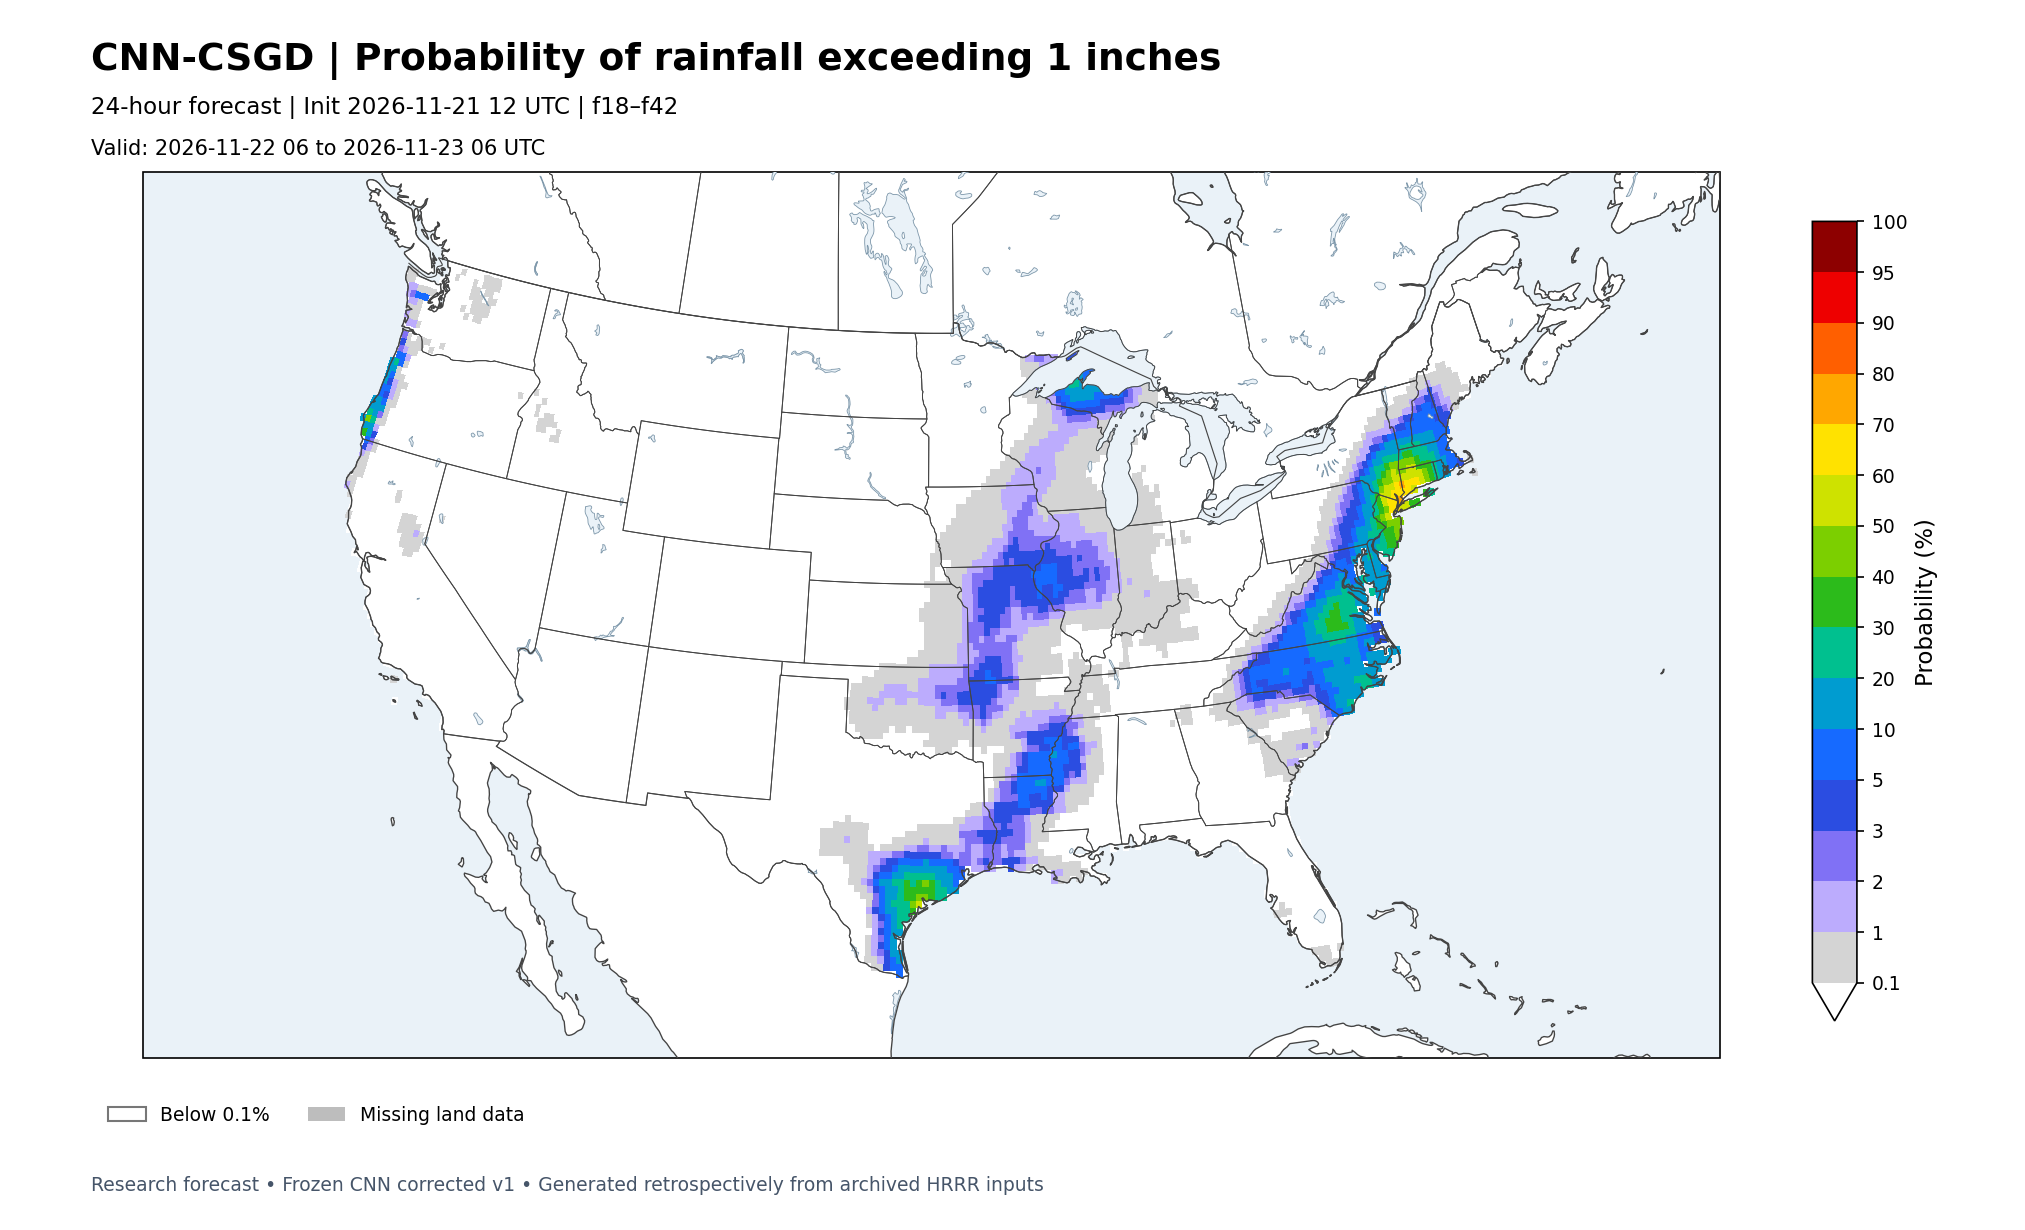 CNN-CSGD | Probability of rainfall exceeding 1 inches
24-hour forecast | Init 2026-11-21 12 UTC | f18–f42
Valid: 2026-11-22 06 to 2026-11-23 06 UTC
100
95
90
80
70
60
50
40
30
20
10
5
3
2
1
0.1
Probability (%)
Below 0.1%
Missing land data
Research forecast • Frozen CNN corrected v1 • Generated retrospectively from archived HRRR inputs